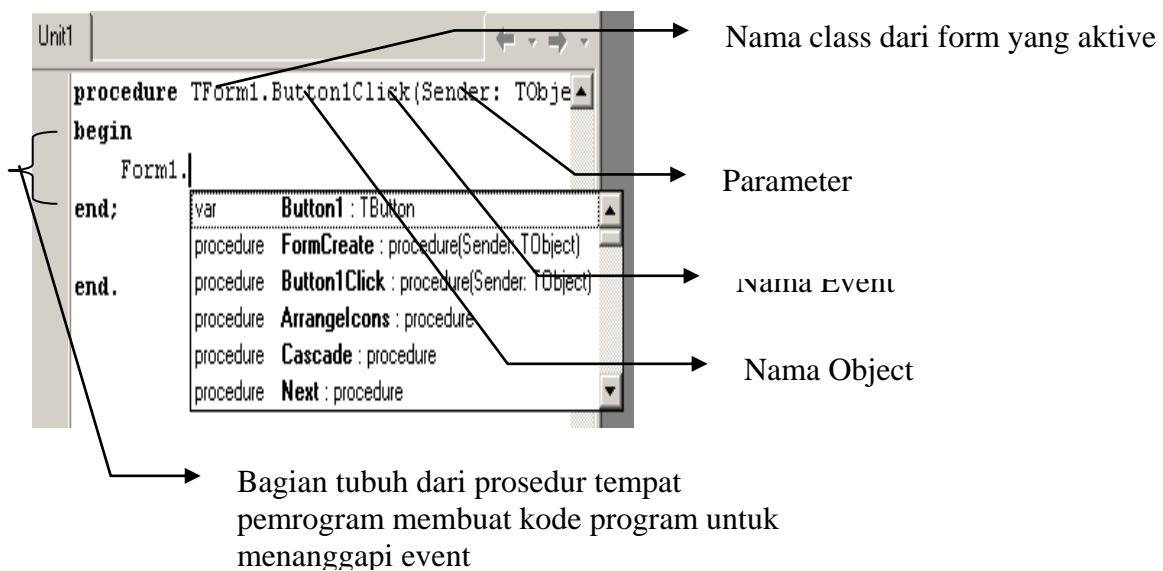 Unit1
Nama class dari form yang aktive
procedure TForm1.Button1Click(Sender: TObje
begin
Form1.
Parameter
end;
var Button1 : TButton
procedure FormCreate : procedure(Sender: TObject)
end.
procedure Button1Click : procedure(Sender: TObject)
Nama Event
procedure ArrangeIcons : procedure
procedure Cascade : procedure
Nama Object
procedure Next : procedure
Bagian tubuh dari prosedur tempat
pemrogram membuat kode program untuk
menanggapi event